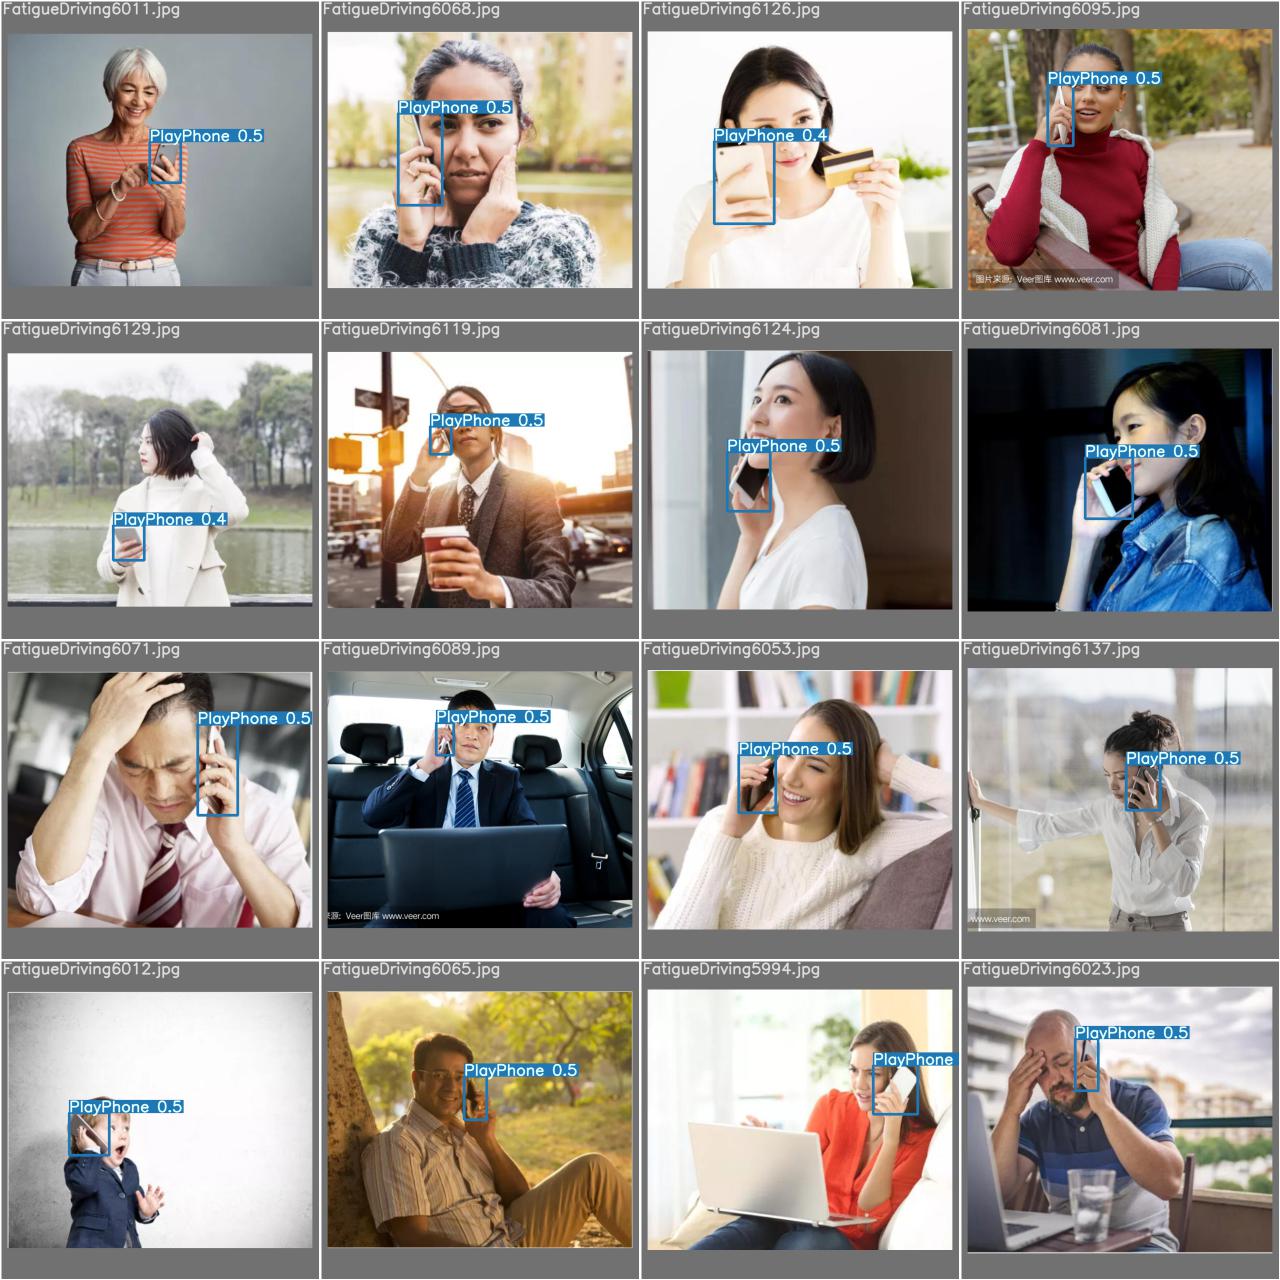 FatigueDriving6011.jpg
PlayPhone 0.5
FatigueDriving6068.jpg
PlayPhone 0.5
FatigueDriving6126.jpg
PlayPhone 0.4
FatigueDriving6095.jpg
PlayPhone 0.5
图片来源: Veer图库 www.veer.com
FatigueDriving6129.jpg
PlayPhone 0.4
FatigueDriving6119.jpg
PlayPhone 0.5
FatigueDriving6124.jpg
PlayPhone 0.5
FatigueDriving6081.jpg
PlayPhone 0.5
FatigueDriving6071.jpg
PlayPhone 0.5
FatigueDriving6089.jpg
PlayPhone 0.5
来源: Veer图库 www.veer.com
FatigueDriving6053.jpg
PlayPhone 0.5
FatigueDriving6137.jpg
PlayPhone 0.5
www.veer.com
FatigueDriving6012.jpg
PlayPhone 0.5
FatigueDriving6065.jpg
PlayPhone 0.5
FatigueDriving5994.jpg
PlayPhone
FatigueDriving6023.jpg
PlayPhone 0.5